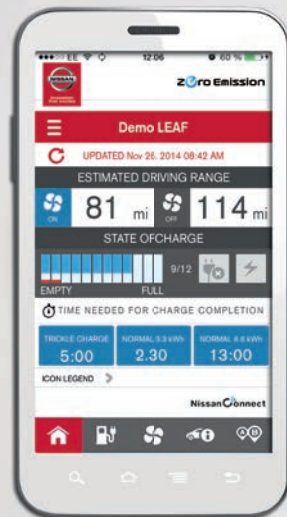 EE 12:06 60 %
NISSAN
Zero Emission
Demo LEAF
UPDATED Nov 26. 2014 08:42 AM
ESTIMATED DRIVING RANGE
ON 81 mi OFF 114 mi
STATE OFCHARGE
9/12
EMPTY FULL
TIME NEEDED FOR CHARGE COMPLETION
TRICKLE CHARGE NORMAL 3.3 kWh NORMAL 6.6 kWh
5:00 2.30 13:00
ICON LEGEND
NissanConnect